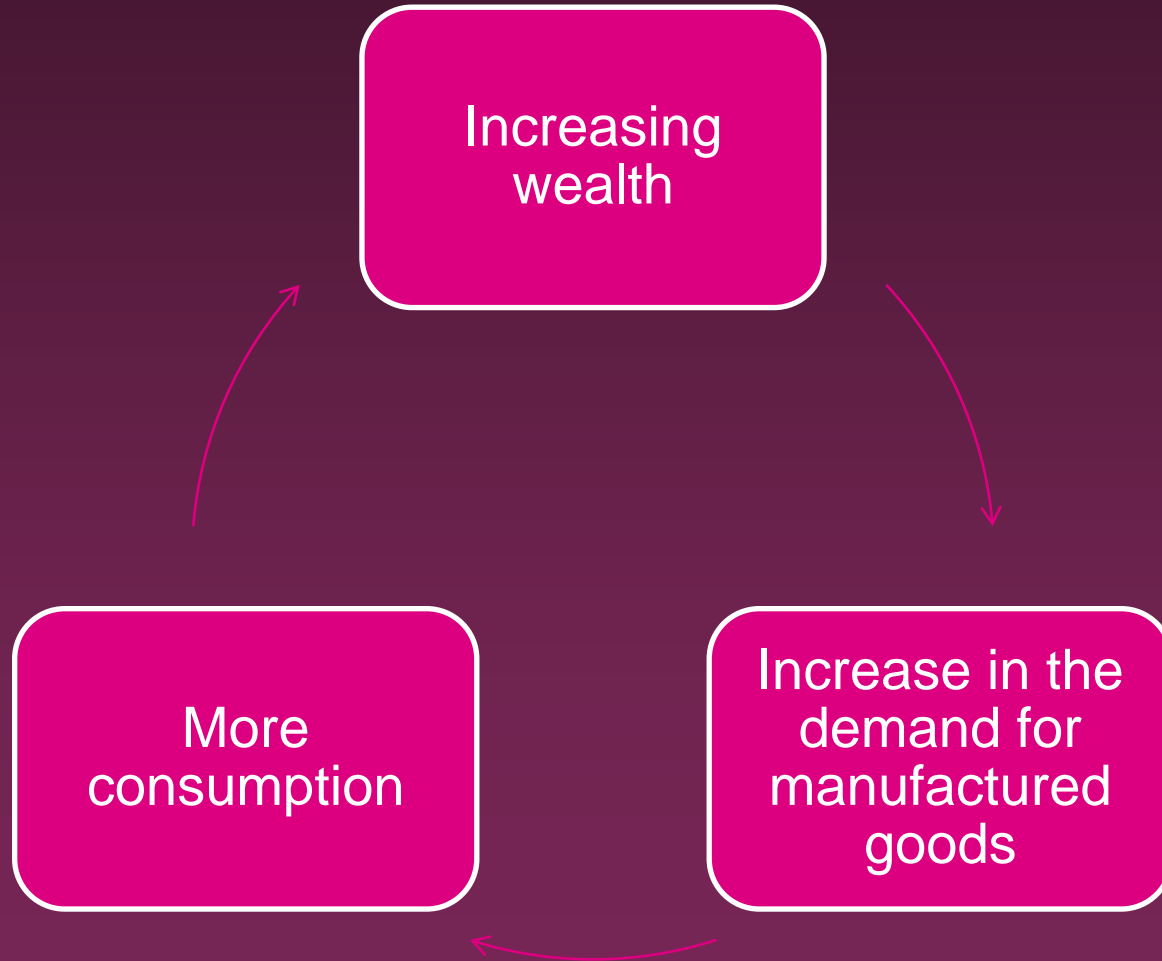 Increasing
wealth
Increase in the
demand for
manufactured
goods
More
consumption